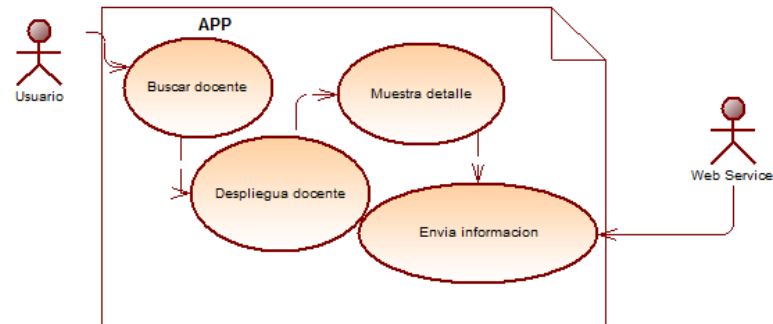 APP
Usuario
Buscar docente
Muestra detalle
Web Service
Despliegua docente
Envia informacion